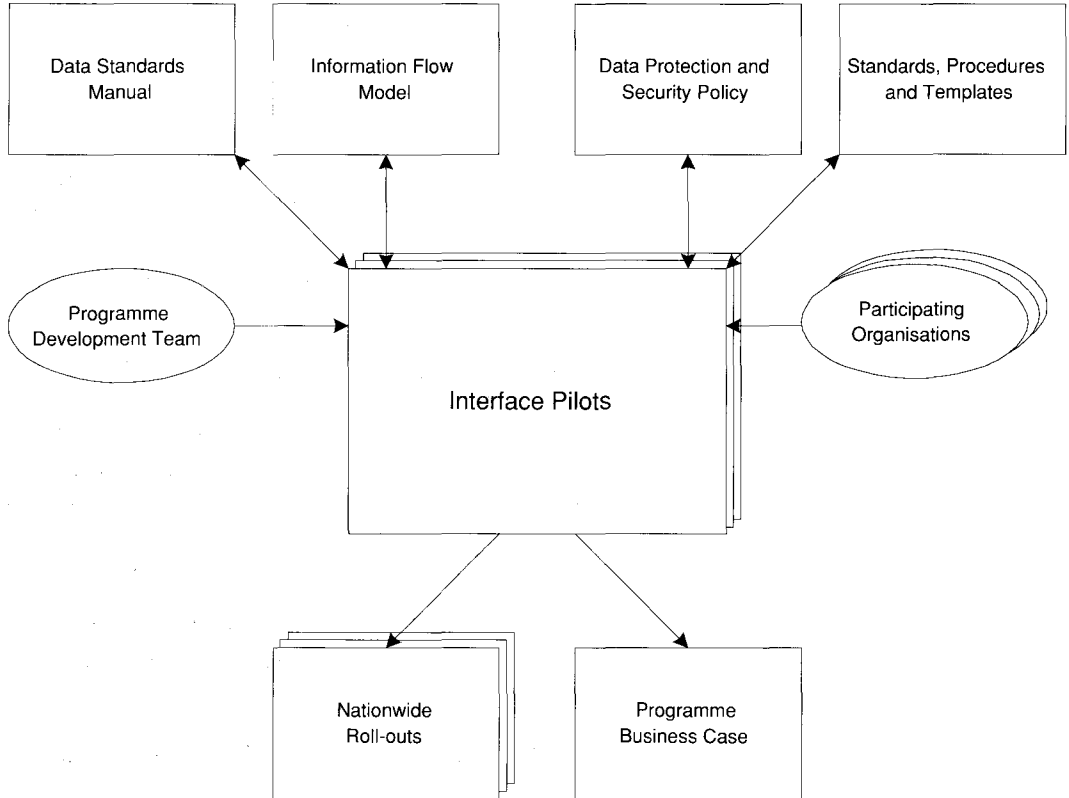 Data Standards
Manual
Information Flow
Model
Data Protection and
Security Policy
Standards, Procedures
and Templates
Programme
Development Team
Participating
Organisations
Interface Pilots
Nationwide
Roll-outs
Programme
Business Case